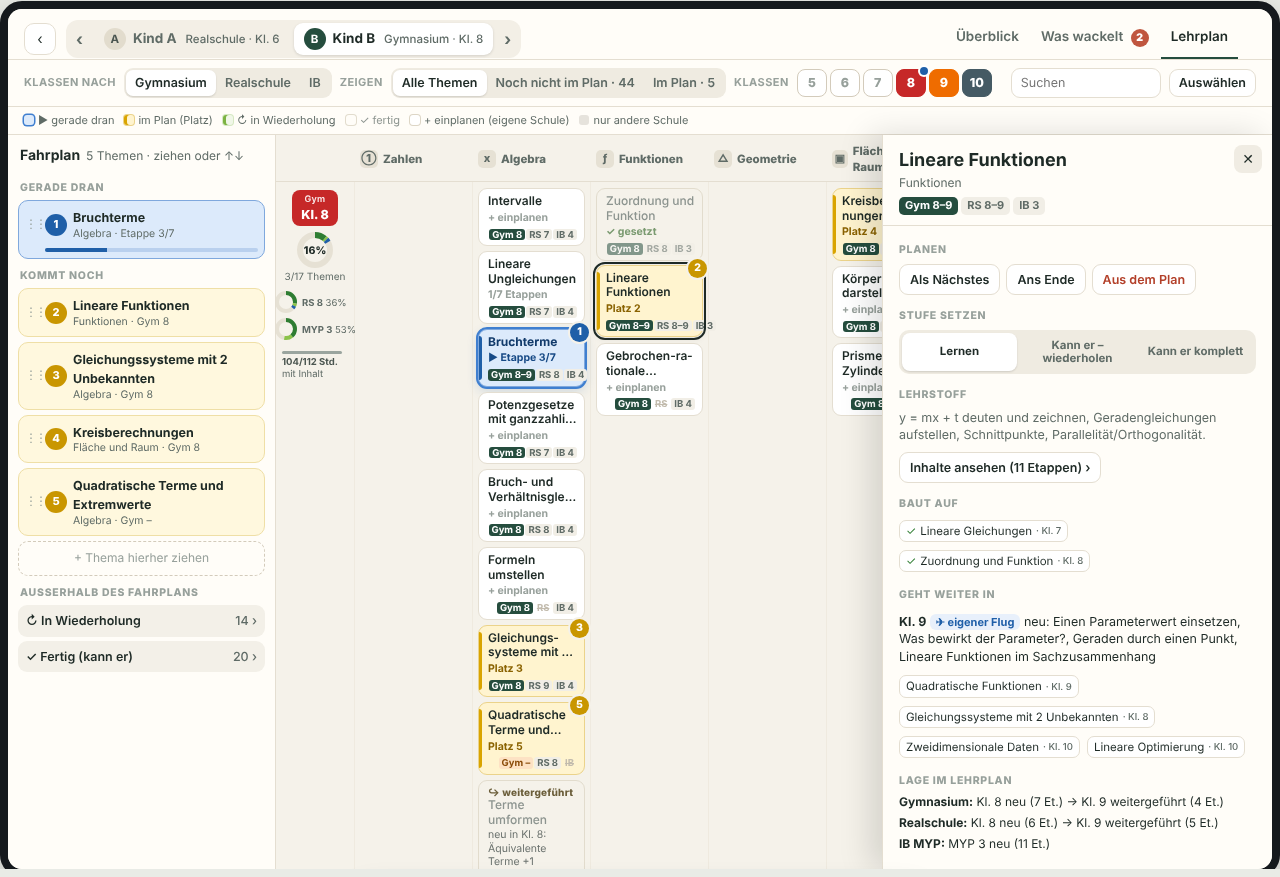 ‹
‹ A Kind A Realschule · Kl. 6 B Kind B Gymnasium · Kl. 8 ›
Überblick Was wackelt 2 Lehrplan
KLASSEN NACH Gymnasium Realschule IB ZEIGEN Alle Themen Noch nicht im Plan · 44 Im Plan · 5 KLASSEN 5 6 7 8 9 10 Suchen Auswählen
▶ gerade dran im Plan (Platz) ↻ in Wiederholung ✓ fertig + einplanen (eigene Schule) nur andere Schule
Fahrplan 5 Themen · ziehen oder ↑↓
GERADE DRAN
1 Bruchterme
Algebra · Etappe 3/7
KOMMT NOCH
2 Lineare Funktionen
Funktionen · Gym 8
3 Gleichungssysteme mit 2
Unbekannten
Algebra · Gym 8
4 Kreisberechnungen
Fläche und Raum · Gym 8
5 Quadratische Terme und
Extremwerte
Algebra · Gym –
+ Thema hierher ziehen
AUSSERHALB DES FAHRPLANS
↻ In Wiederholung 14 ›
✓ Fertig (kann er) 20 ›
1 Zahlen
x Algebra
ƒ Funktionen
Geometrie
Fläch
Raum
Gym
Kl. 8
16%
3/17 Themen
RS 8 36%
MYP 3 53%
104/112 Std.
mit Inhalt
Intervalle
+ einplanen
Gym 8 RS 7 IB 4
Lineare
Ungleichungen
1/7 Etappen
Gym 8 RS 7 IB 4
1
Bruchterme
▶ Etappe 3/7
Gym 8–9 RS 8 IB 4
Potenzgesetze
mit ganzzahli…
+ einplanen
Gym 8 RS 7 IB 4
Bruch- und
Verhältnisgle…
+ einplanen
Gym 8 RS 8 IB 4
Formeln
umstellen
+ einplanen
Gym 8 RS IB 4
3
Gleichungs-
systeme mit …
Platz 3
Gym 8 RS 9 IB 4
5
Quadratische
Terme und…
Platz 5
Gym – RS 8 IB
↪ weitergeführt
Terme
umformen
neu in Kl. 8:
Äquivalente
Terme +1
Zuordnung und
Funktion
✓ gesetzt
Gym 8 RS 8 IB 3
2
Lineare
Funktionen
Platz 2
Gym 8–9 RS 8–9 IB 3
Gebrochen-ra-
tionale…
+ einplanen
Gym 8 RS IB 4
Kreisbe
nunger
Platz 4
Gym 8
Körper
darstel
+ einpla
Gym 8
Prisme
Zylinde
+ einpla
Gym 8
Lineare Funktionen ✕
Funktionen
Gym 8–9 RS 8–9 IB 3
PLANEN
Als Nächstes Ans Ende Aus dem Plan
STUFE SETZEN
Lernen
Kann er –
wiederholen
Kann er komplett
LEHRSTOFF
y = mx + t deuten und zeichnen, Geradengleichungen
aufstellen, Schnittpunkte, Parallelität/Orthogonalität.
Inhalte ansehen (11 Etappen) ›
BAUT AUF
✓ Lineare Gleichungen · Kl. 7
✓ Zuordnung und Funktion · Kl. 8
GEHT WEITER IN
Kl. 9 ✈ eigener Flug neu: Einen Parameterwert einsetzen,
Was bewirkt der Parameter?, Geraden durch einen Punkt,
Lineare Funktionen im Sachzusammenhang
Quadratische Funktionen · Kl. 9
Gleichungssysteme mit 2 Unbekannten · Kl. 8
Zweidimensionale Daten · Kl. 10 Lineare Optimierung · Kl. 10
LAGE IM LEHRPLAN
Gymnasium: Kl. 8 neu (7 Et.) → Kl. 9 weitergeführt (4 Et.)
Realschule: Kl. 8 neu (6 Et.) → Kl. 9 weitergeführt (5 Et.)
IB MYP: MYP 3 neu (11 Et.)